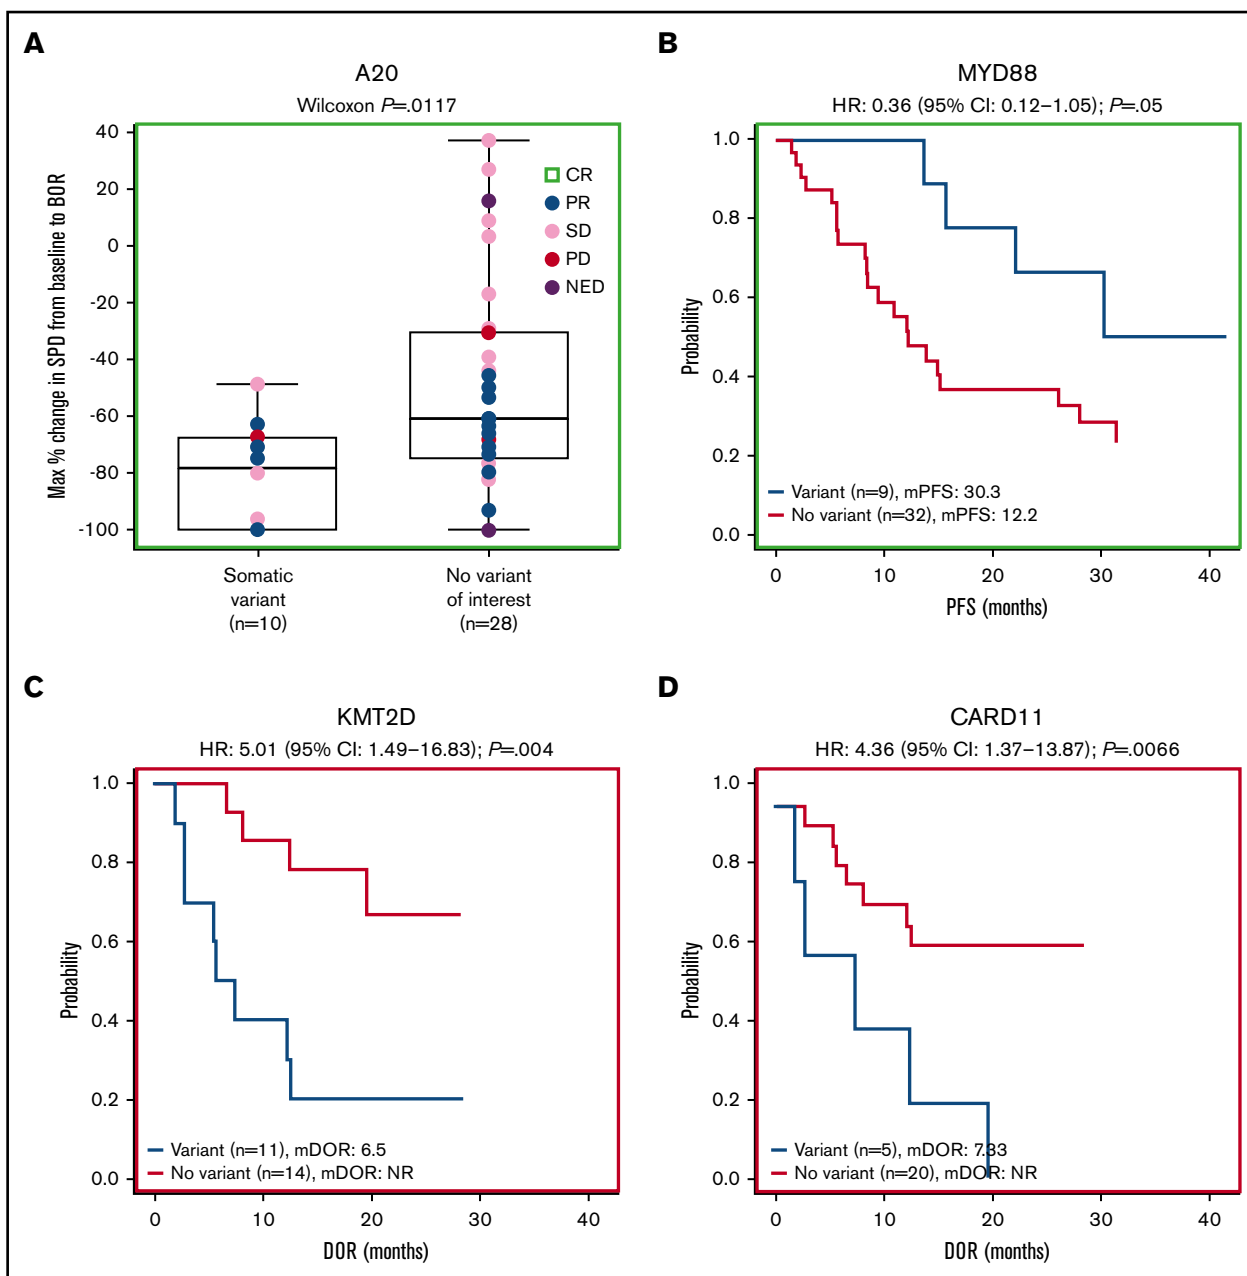 A
A20
Wilcoxon P=.0117
Max % change in SPD from baseline to BOR
40
20
0
-20
-40
-60
-80
-100
CR
PR
SD
PD
NED
Somatic
variant
(n=10)
No variant
of interest
(n=28)
B
MYD88
HR: 0.36 (95% CI: 0.12–1.05); P=.05
Probability
1.0
0.8
0.6
0.4
0.2
0.0
Variant (n=9), mPFS: 30.3
No variant (n=32), mPFS: 12.2
0 10 20 30 40
PFS (months)
C
KMT2D
HR: 5.01 (95% CI: 1.49–16.83); P=.004
Probability
1.0
0.8
0.6
0.4
0.2
0.0
Variant (n=11), mDOR: 6.5
No variant (n=14), mDOR: NR
0 10 20 30 40
DOR (months)
D
CARD11
HR: 4.36 (95% CI: 1.37–13.87); P=.0066
Probability
1.0
0.8
0.6
0.4
0.2
0.0
Variant (n=5), mDOR: 7.33
No variant (n=20), mDOR: NR
0 10 20 30 40
DOR (months)